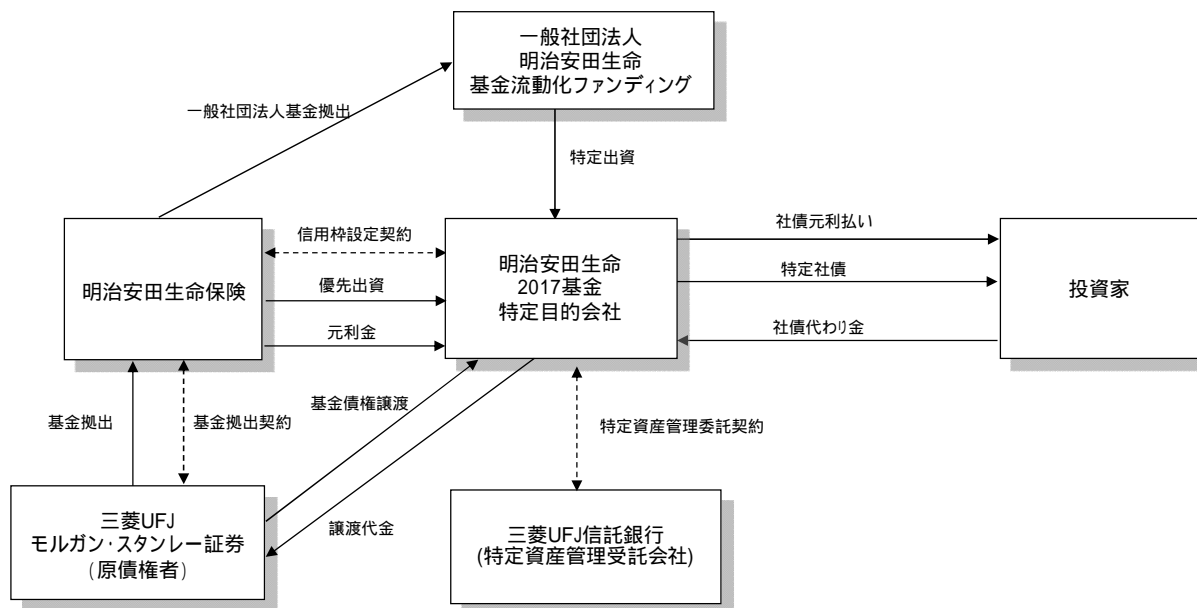 一般社団法人
明治安田生命
基金流動化ファンディング
一般社団法人基金拠出
特定出資
明治安田生命保険
信用枠設定契約
優先出資
元利金
明治安田生命
2017基金
特定目的会社
社債元利払い
特定社債
社債代わり金
投資家
基金拠出
基金拠出契約
基金債権譲渡
譲渡代金
特定資産管理委託契約
三菱UFJ
モルガン・スタンレー証券
(原債権者)
三菱UFJ信託銀行
(特定資産管理受託会社)